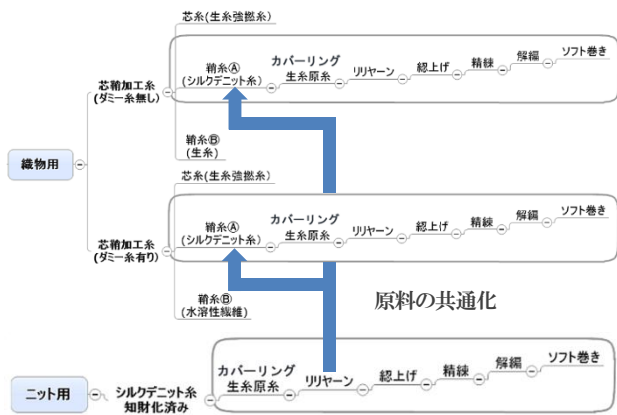 芯糸(生糸強撚糸)
織物用
芯鞘加工糸
(ダミー糸無し)
鞘糸Ⓐ
(シルクデニット糸)
カバーリング
生糸原糸
リリヤーン
綛上げ
精練
解編
ソフト巻き
鞘糸Ⓑ
(生糸)
芯糸(生糸強撚糸)
芯鞘加工糸
(ダミー糸有り)
鞘糸Ⓐ
(シルクデニット糸)
カバーリング
生糸原糸
リリヤーン
綛上げ
精練
解編
ソフト巻き
鞘糸Ⓑ
(水溶性繊維)
原料の共通化
ニット用
シルクデニット糸
知財化済み
カバーリング
生糸原糸
リリヤーン
綛上げ
精練
解編
ソフト巻き